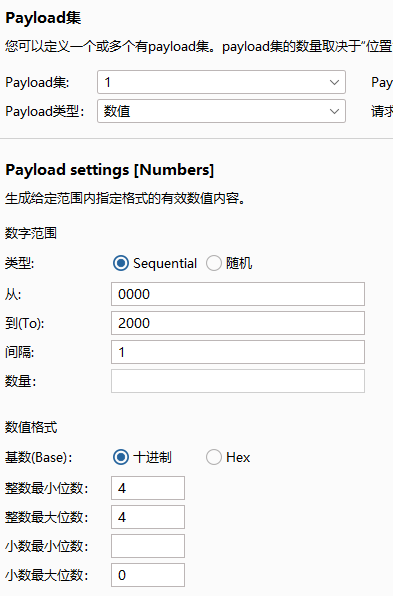 Payload集
您可以定义一个或多个有payload集。payload集的数量取决于“位置
Payload集: 1 Pay
Payload类型: 数值 请求
Payload settings [Numbers]
生成给定范围内指定格式的有效数值内容。
数字范围
类型: Sequential 随机
从: 0000
到(To): 2000
间隔: 1
数量:
数值格式
基数(Base): 十进制 Hex
整数最小位数: 4
整数最大位数: 4
小数最小位数:
小数最大位数: 0